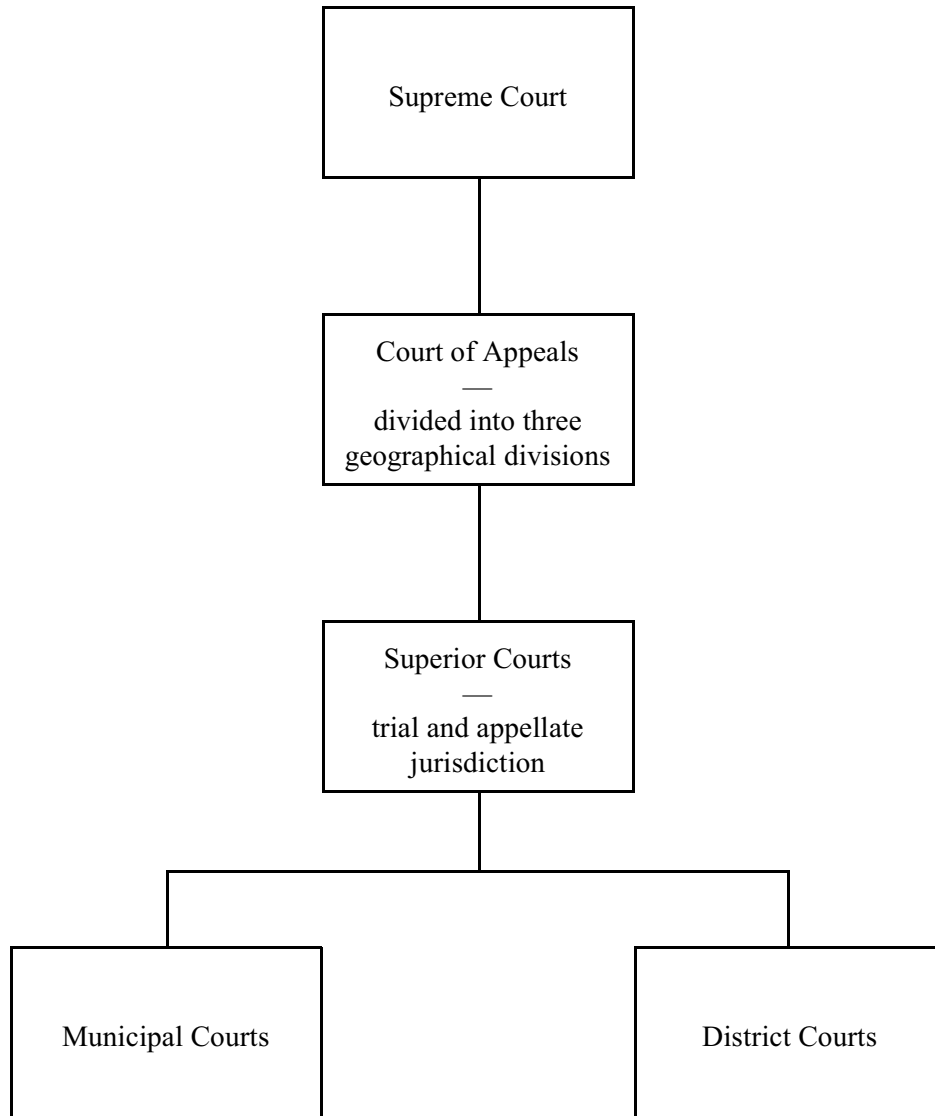 Supreme Court
Court of Appeals
—
divided into three
geographical divisions
Superior Courts
—
trial and appellate
jurisdiction
Municipal Courts
District Courts